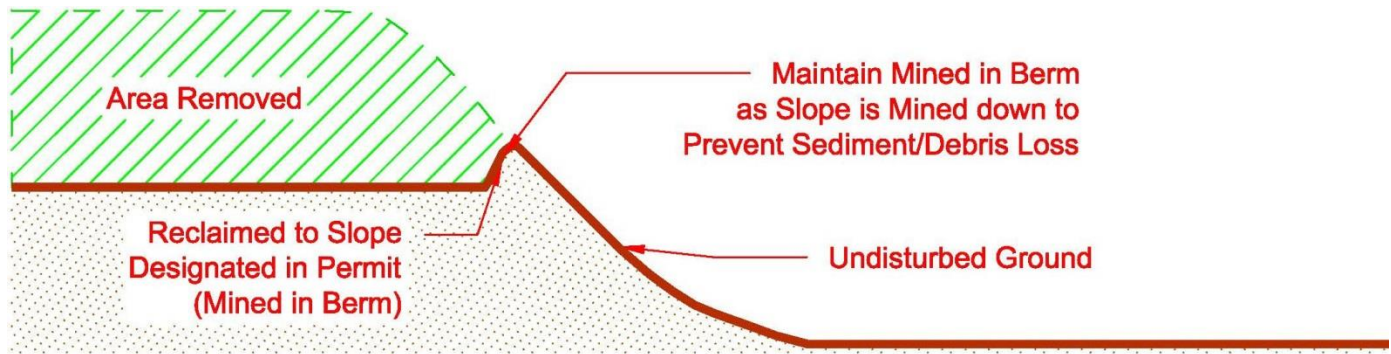 Area Removed
Maintain Mined in Berm
as Slope is Mined down to
Prevent Sediment/Debris Loss
Reclaimed to Slope
Designated in Permit
(Mined in Berm)
Undisturbed Ground